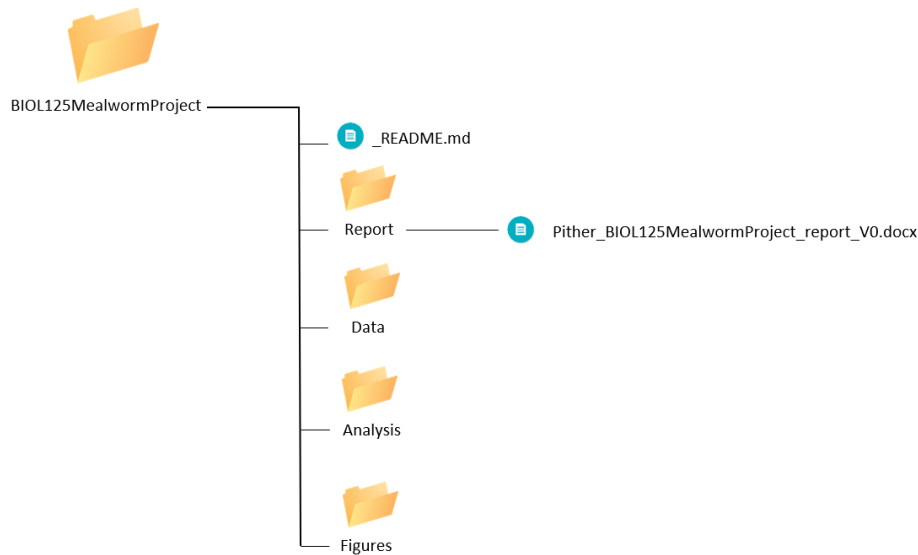 BIOL125MealwormProject
_README.md
Report
Pither_BIOL125MealwormProject_report_V0.docx
Data
Analysis
Figures